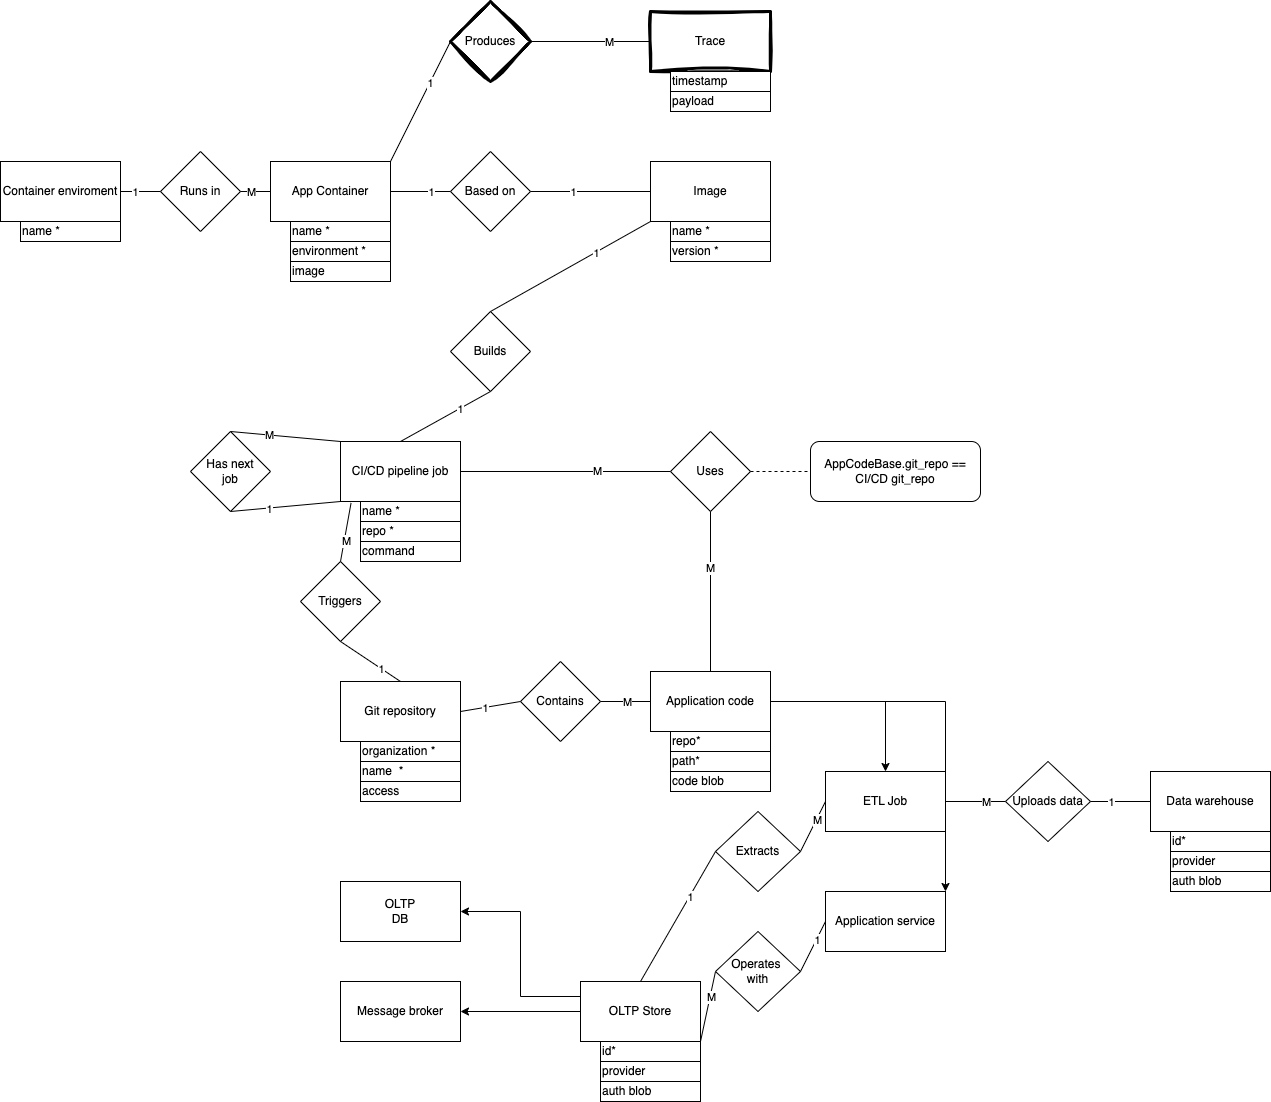 Produces
M
Trace
timestamp
payload
1
Container enviroment
1
Runs in
M
App Container
1
Based on
1
Image
name *
name *
environment *
image
name *
version *
1
Builds
1
Has next
job
M
1
CI/CD pipeline job
M
Uses
AppCodeBase.git_repo ==
CI/CD git_repo
name *
repo *
command
M
M
Triggers
1
Git repository
1
Contains
M
Application code
organization *
name  *
access
repo*
path*
code blob
ETL Job
M
Uploads data
1
Data warehouse
id*
provider
auth blob
M
Extracts
1
OLTP
DB
Application service
1
Operates
with
M
Message broker
OLTP Store
id*
provider
auth blob